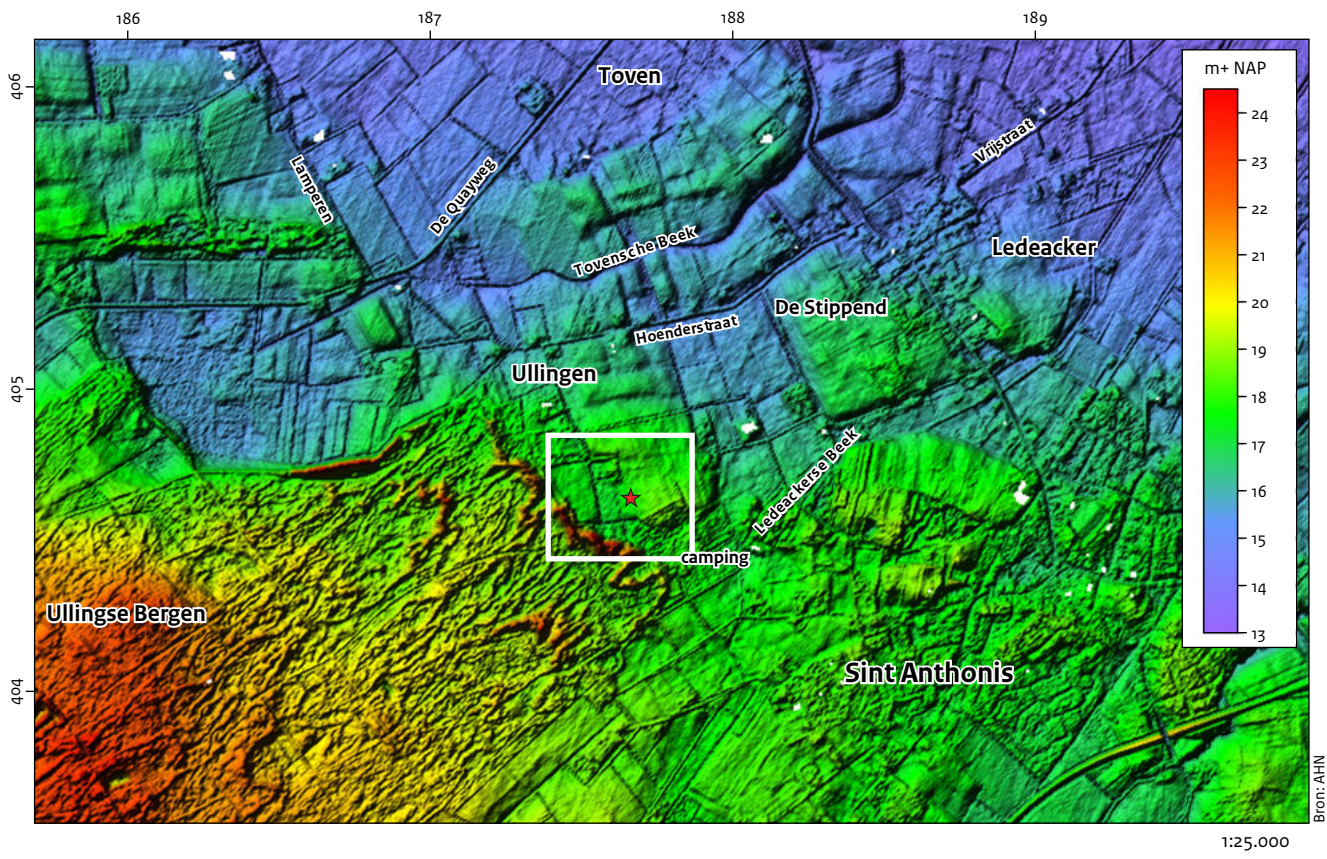 186
187
188
189
406
405
404
Toven
Lamperen
De Quayweg
Tovensche Beek
Vrijstraat
Ledeacker
De Stippend
Hoenderstraat
Ullingen
Ledeackerse Beek
camping
Ullingse Bergen
Sint Anthonis
m+ NAP
24
23
22
21
20
19
18
17
16
15
14
13
Bron: AHN
1:25.000